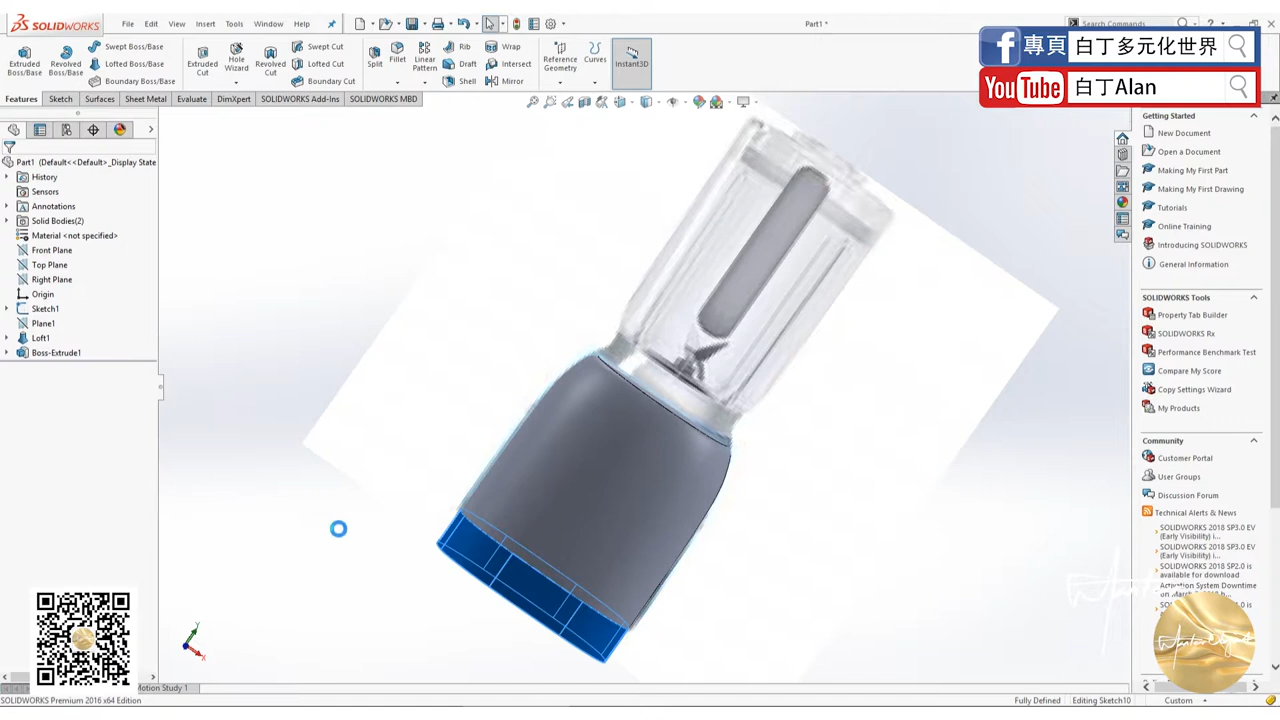 SOLIDWORKS
File Edit View Insert Tools Window Help
Part1 *
Search Commands
Extruded Boss/Base
Revolved Boss/Base
Swept Boss/Base
Lofted Boss/Base
Boundary Boss/Base
Extruded Cut
Hole Wizard
Revolved Cut
Swept Cut
Lofted Cut
Boundary Cut
Split
Fillet
Linear Pattern
Rib
Draft
Shell
Wrap
Intersect
Mirror
Reference Geometry
Curves
Instant3D
Features Sketch Surfaces Sheet Metal Evaluate DimXpert SOLIDWORKS Add-Ins SOLIDWORKS MBD
f 專頁 白丁多元化世界
YouTube 白丁Alan
Part1 (Default<<Default>_Display State
History
Sensors
Annotations
Solid Bodies(2)
Material <not specified>
Front Plane
Top Plane
Right Plane
Origin
Sketch1
Plane1
Loft1
Boss-Extrude1
Getting Started
New Document
Open a Document
Making My First Part
Making My First Drawing
Tutorials
Online Training
Introducing SOLIDWORKS
General Information
SOLIDWORKS Tools
Property Tab Builder
SOLIDWORKS Rx
Performance Benchmark Test
Compare My Score
Copy Settings Wizard
My Products
Community
Customer Portal
User Groups
Discussion Forum
Technical Alerts & News
SOLIDWORKS 2018 SP3.0 EV
(Early Visibility) i...
SOLIDWORKS 2018 SP3.0 EV
(Early Visibility) i...
SOLIDWORKS 2018 SP2.0 is
available for download
Activation System Downtime
Y
X
Motion Study 1
SOLIDWORKS Premium 2016 x64 Edition
Fully Defined Editing Sketch10 Custom